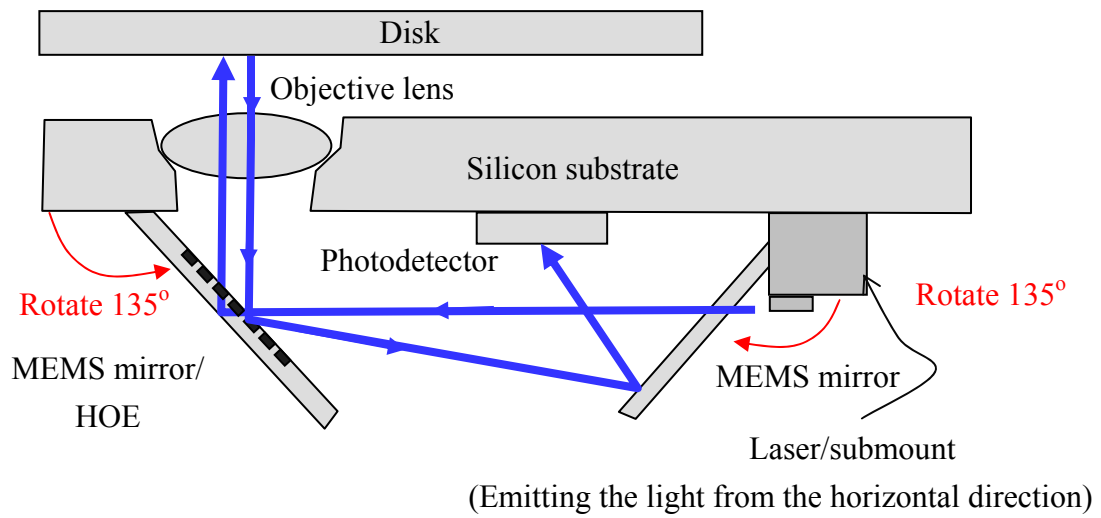 Disk
Objective lens
Silicon substrate
Photodetector
Rotate 135°
Rotate 135°
MEMS mirror/
HOE
MEMS mirror
Laser/submount
(Emitting the light from the horizontal direction)